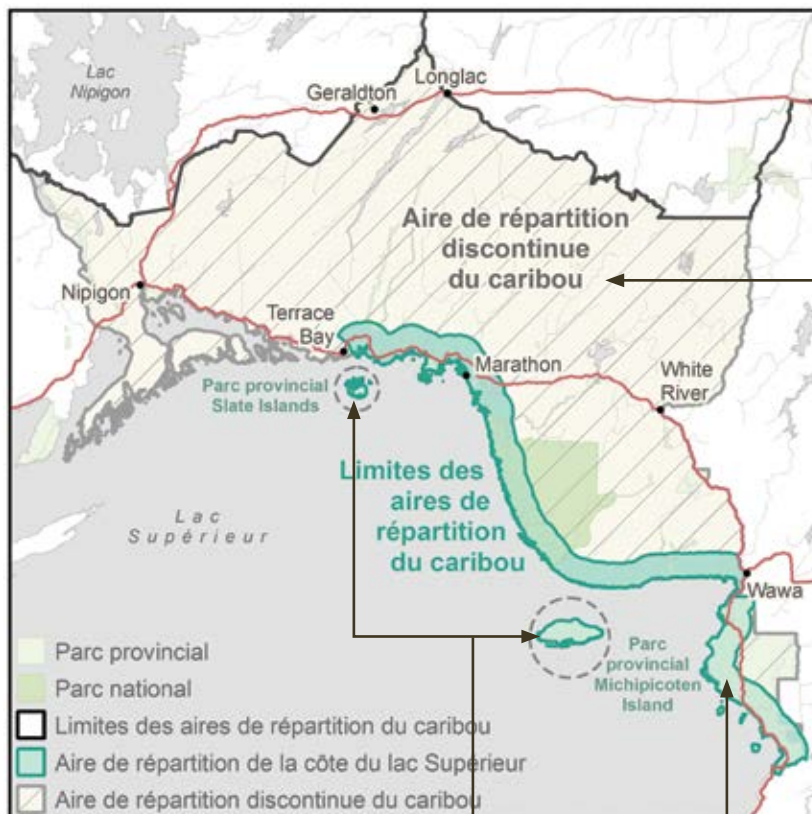 Lac
Nipigon
Geraldton
Longlac
Aire de répartition
discontinue
du caribou
Nipigon
Terrace
Bay
Marathon
White
River
Parc provincial
Slate Islands
Limites des
aires de
répartition
du caribou
Lac
Supérieur
Wawa
Parc
provincial
Michipicoten
Island
Parc provincial
Parc national
Limites des aires de répartition du caribou
Aire de répartition de la côte du lac Supérieur
Aire de répartition discontinue du caribou